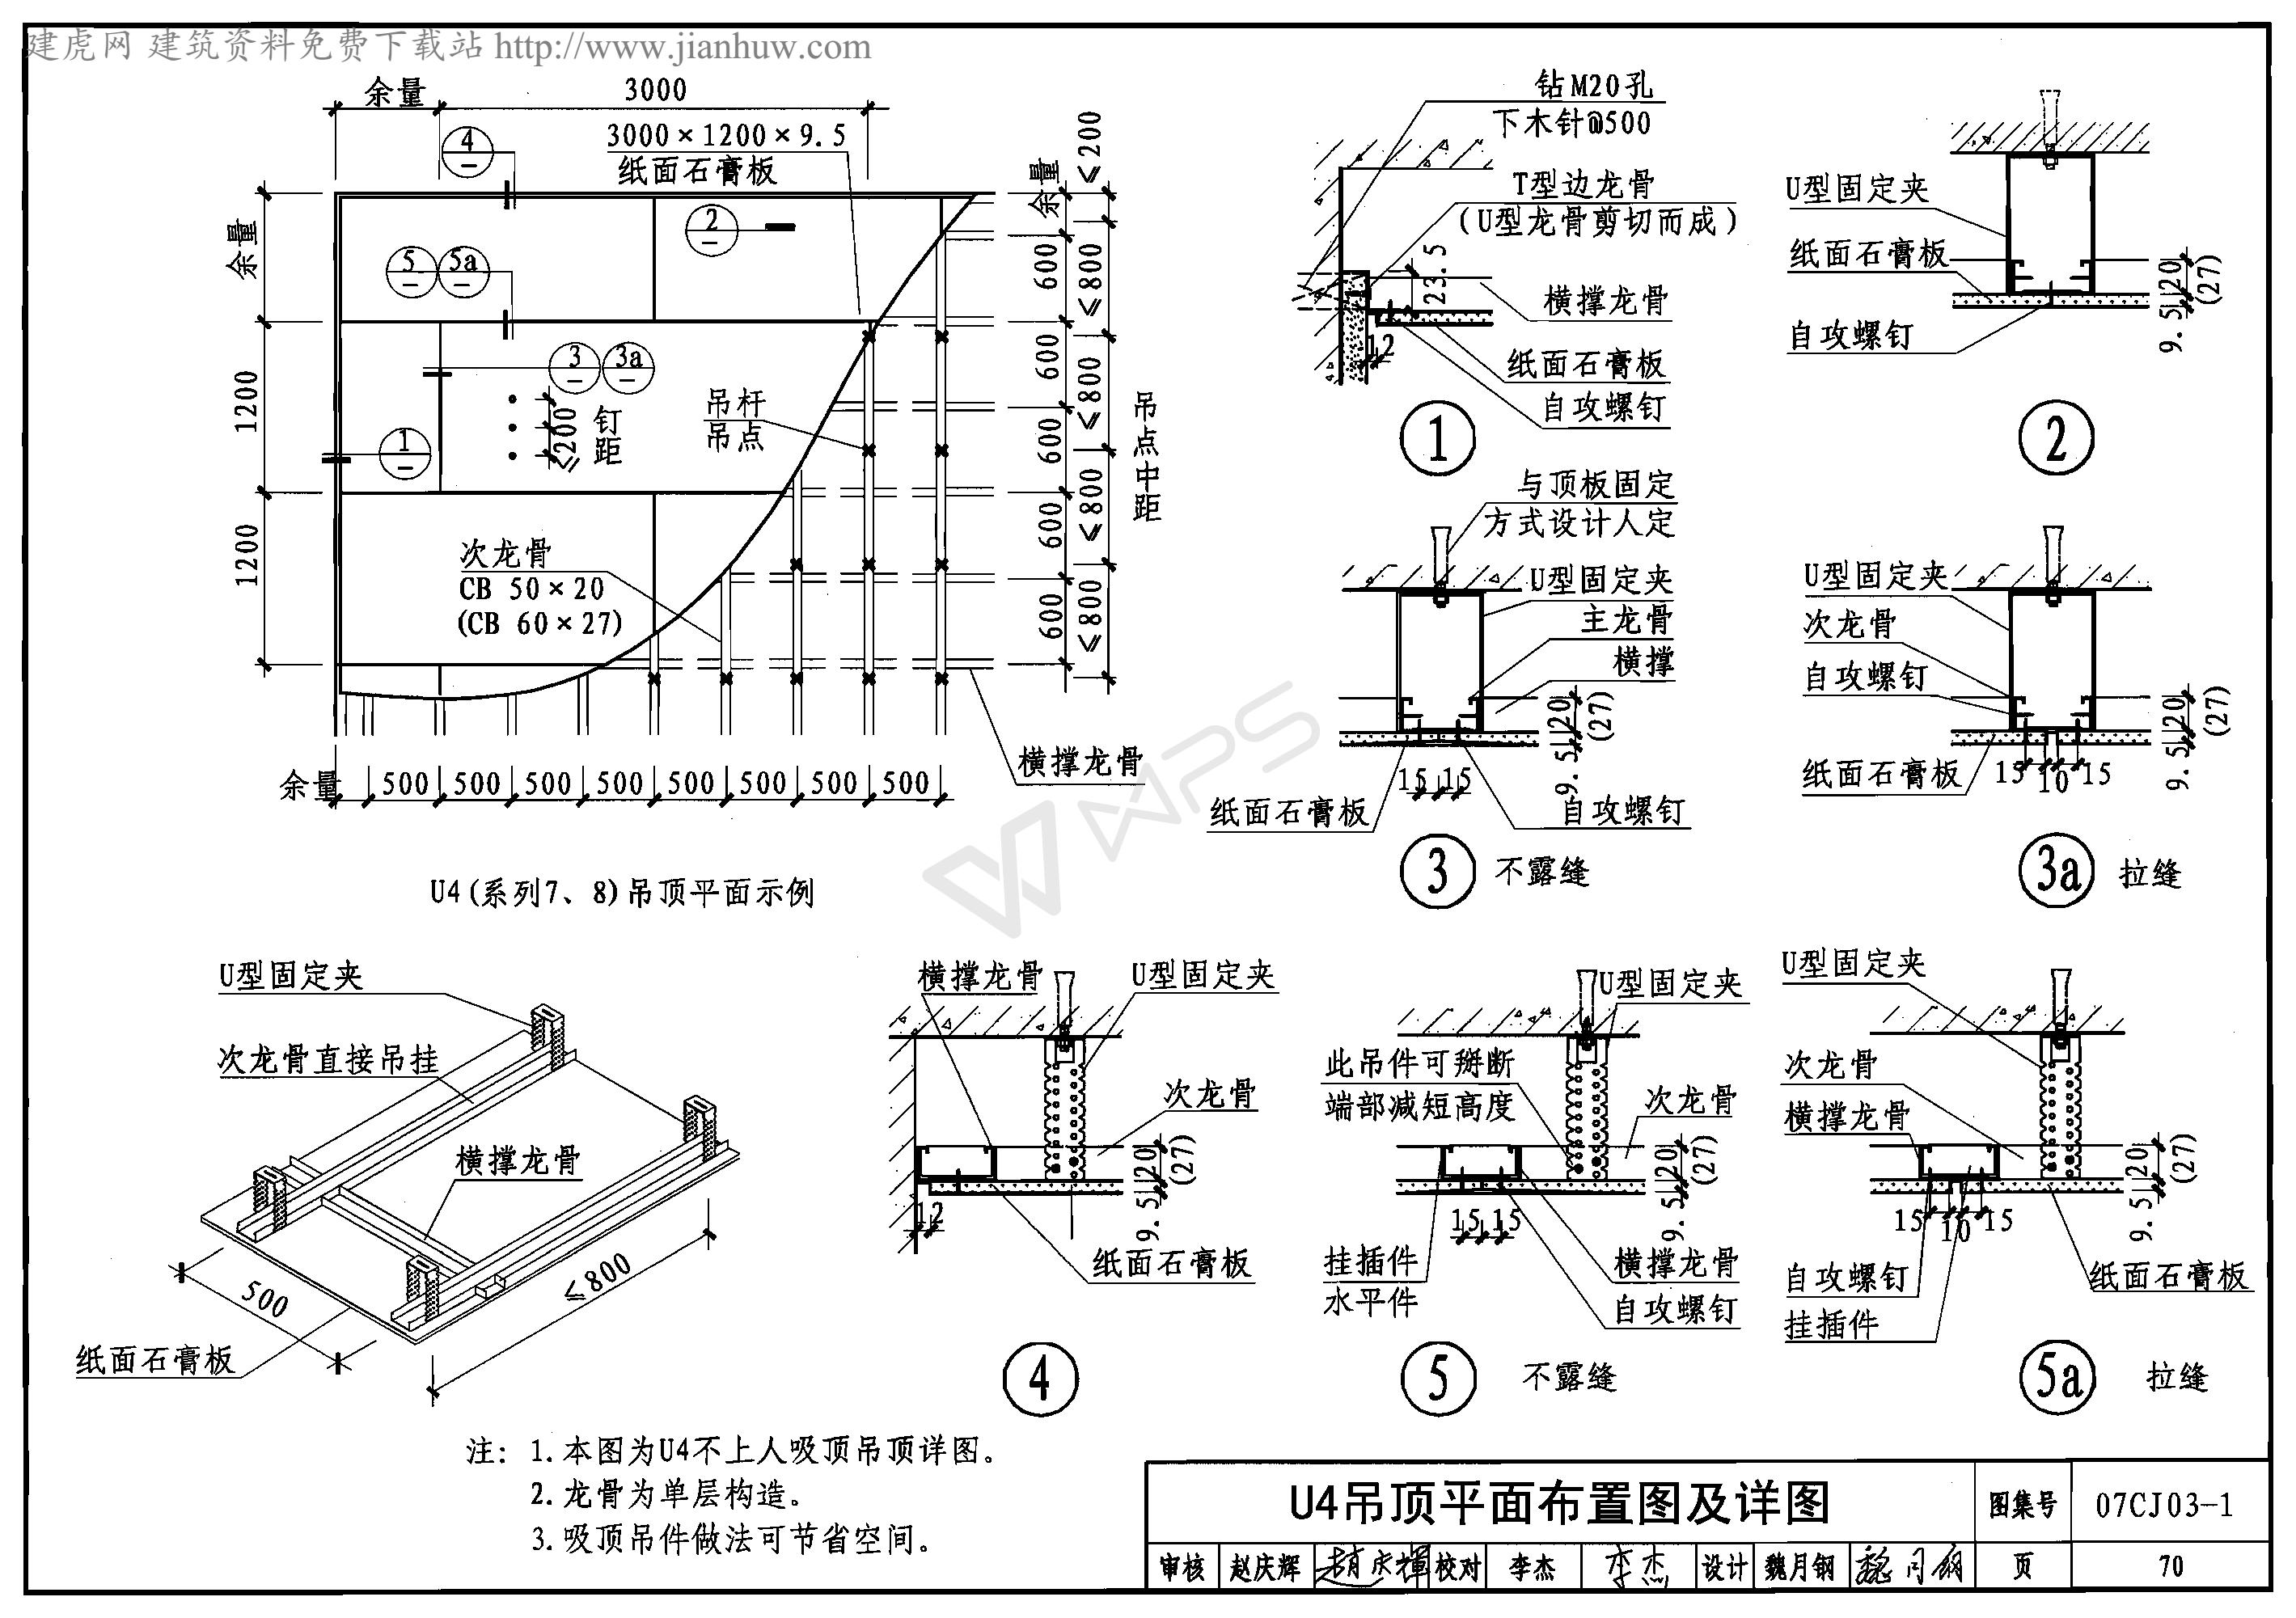 建虎网 建筑资料免费下载站 http://www.jianhuw.com
余量
3000
3000×1200×9.5
纸面石膏板
4
2
5
5a
3
3a
1
余量
1200
1200
≤200
钉距
吊杆
吊点
次龙骨
CB 50×20
(CB 60×27)
≤200
余量
600
600
600
600
600
≤800
≤800
≤800
≤800
吊点中距
横撑龙骨
余量
500
500
500
500
500
500
500
500
U4(系列7、8)吊顶平面示例
钻M20孔
下木针@500
T型边龙骨
(U型龙骨剪切而成)
23.5
横撑龙骨
12
纸面石膏板
自攻螺钉
1
U型固定夹
纸面石膏板
自攻螺钉
9.5
20
(27)
2
与顶板固定
方式设计人定
U型固定夹
主龙骨
横撑
9.5
20
(27)
15
15
纸面石膏板
自攻螺钉
3 不露缝
U型固定夹
次龙骨
自攻螺钉
纸面石膏板
15
10
15
9.5
20
(27)
3a 拉缝
U型固定夹
次龙骨直接吊挂
横撑龙骨
500
≤800
纸面石膏板
横撑龙骨
U型固定夹
次龙骨
9.5
20
(27)
12
纸面石膏板
4
U型固定夹
此吊件可掰断
端部减短高度
次龙骨
9.5
20
(27)
15
15
挂插件
水平件
横撑龙骨
自攻螺钉
5 不露缝
U型固定夹
次龙骨
横撑龙骨
9.5
20
(27)
15
10
15
自攻螺钉
挂插件
纸面石膏板
5a 拉缝
注: 1.本图为U4不上人吸顶吊顶详图。
2.龙骨为单层构造。
3.吸顶吊件做法可节省空间。
U4吊顶平面布置图及详图
图集号
07CJ03-1
审核 赵庆辉 趙庆輝 校对 李杰 李杰 设计 魏月钢 魏月钢 页 70
WPS